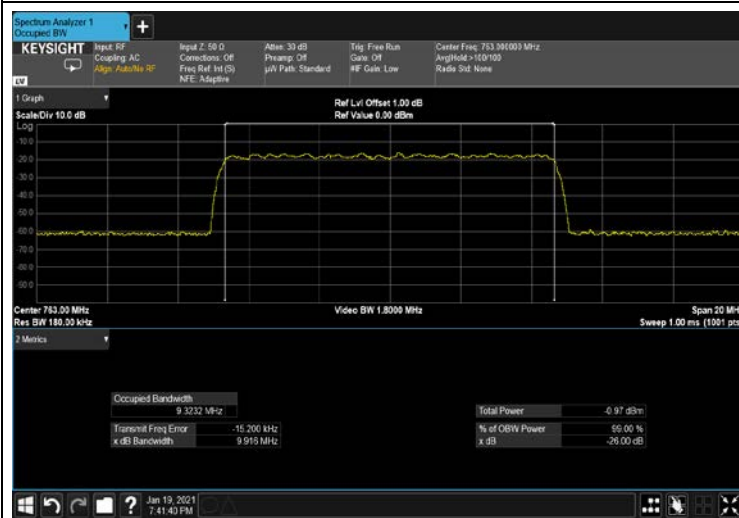 Spectrum Analyzer 1
Occupied BW
KEYSIGHT
LW
Input: RF
Coupling: AC
Align: Auto/No RF
Input Z: 50 Ω
Corrections: Off
Freq Ref: Int (S)
NFE: Adaptive
Atten: 30 dB
Preamp: Off
µW Path: Standard
Trig: Free Run
Gate: Off
#IF Gain: Low
Center Freq: 763.000000 MHz
Avg|Hold:>100/100
Radio Std: None
1 Graph
Scale/Div 10.0 dB
Ref Lvl Offset 1.00 dB
Ref Value 0.00 dBm
Log
-10.0
-20.0
-30.0
-40.0
-50.0
-60.0
-70.0
-80.0
-90.0
Center 763.00 MHz
Video BW 1.8000 MHz
Span 20 MH
Res BW 180.00 kHz
Sweep 1.00 ms (1001 pts
2 Metrics
Occupied Bandwidth
9.3232 MHz
Total Power -0.97 dBm
Transmit Freq Error -15.200 kHz
% of OBW Power 99.00 %
x dB Bandwidth 9.916 MHz
x dB -26.00 dB
?
Jan 19, 2021
7:41:40 PM